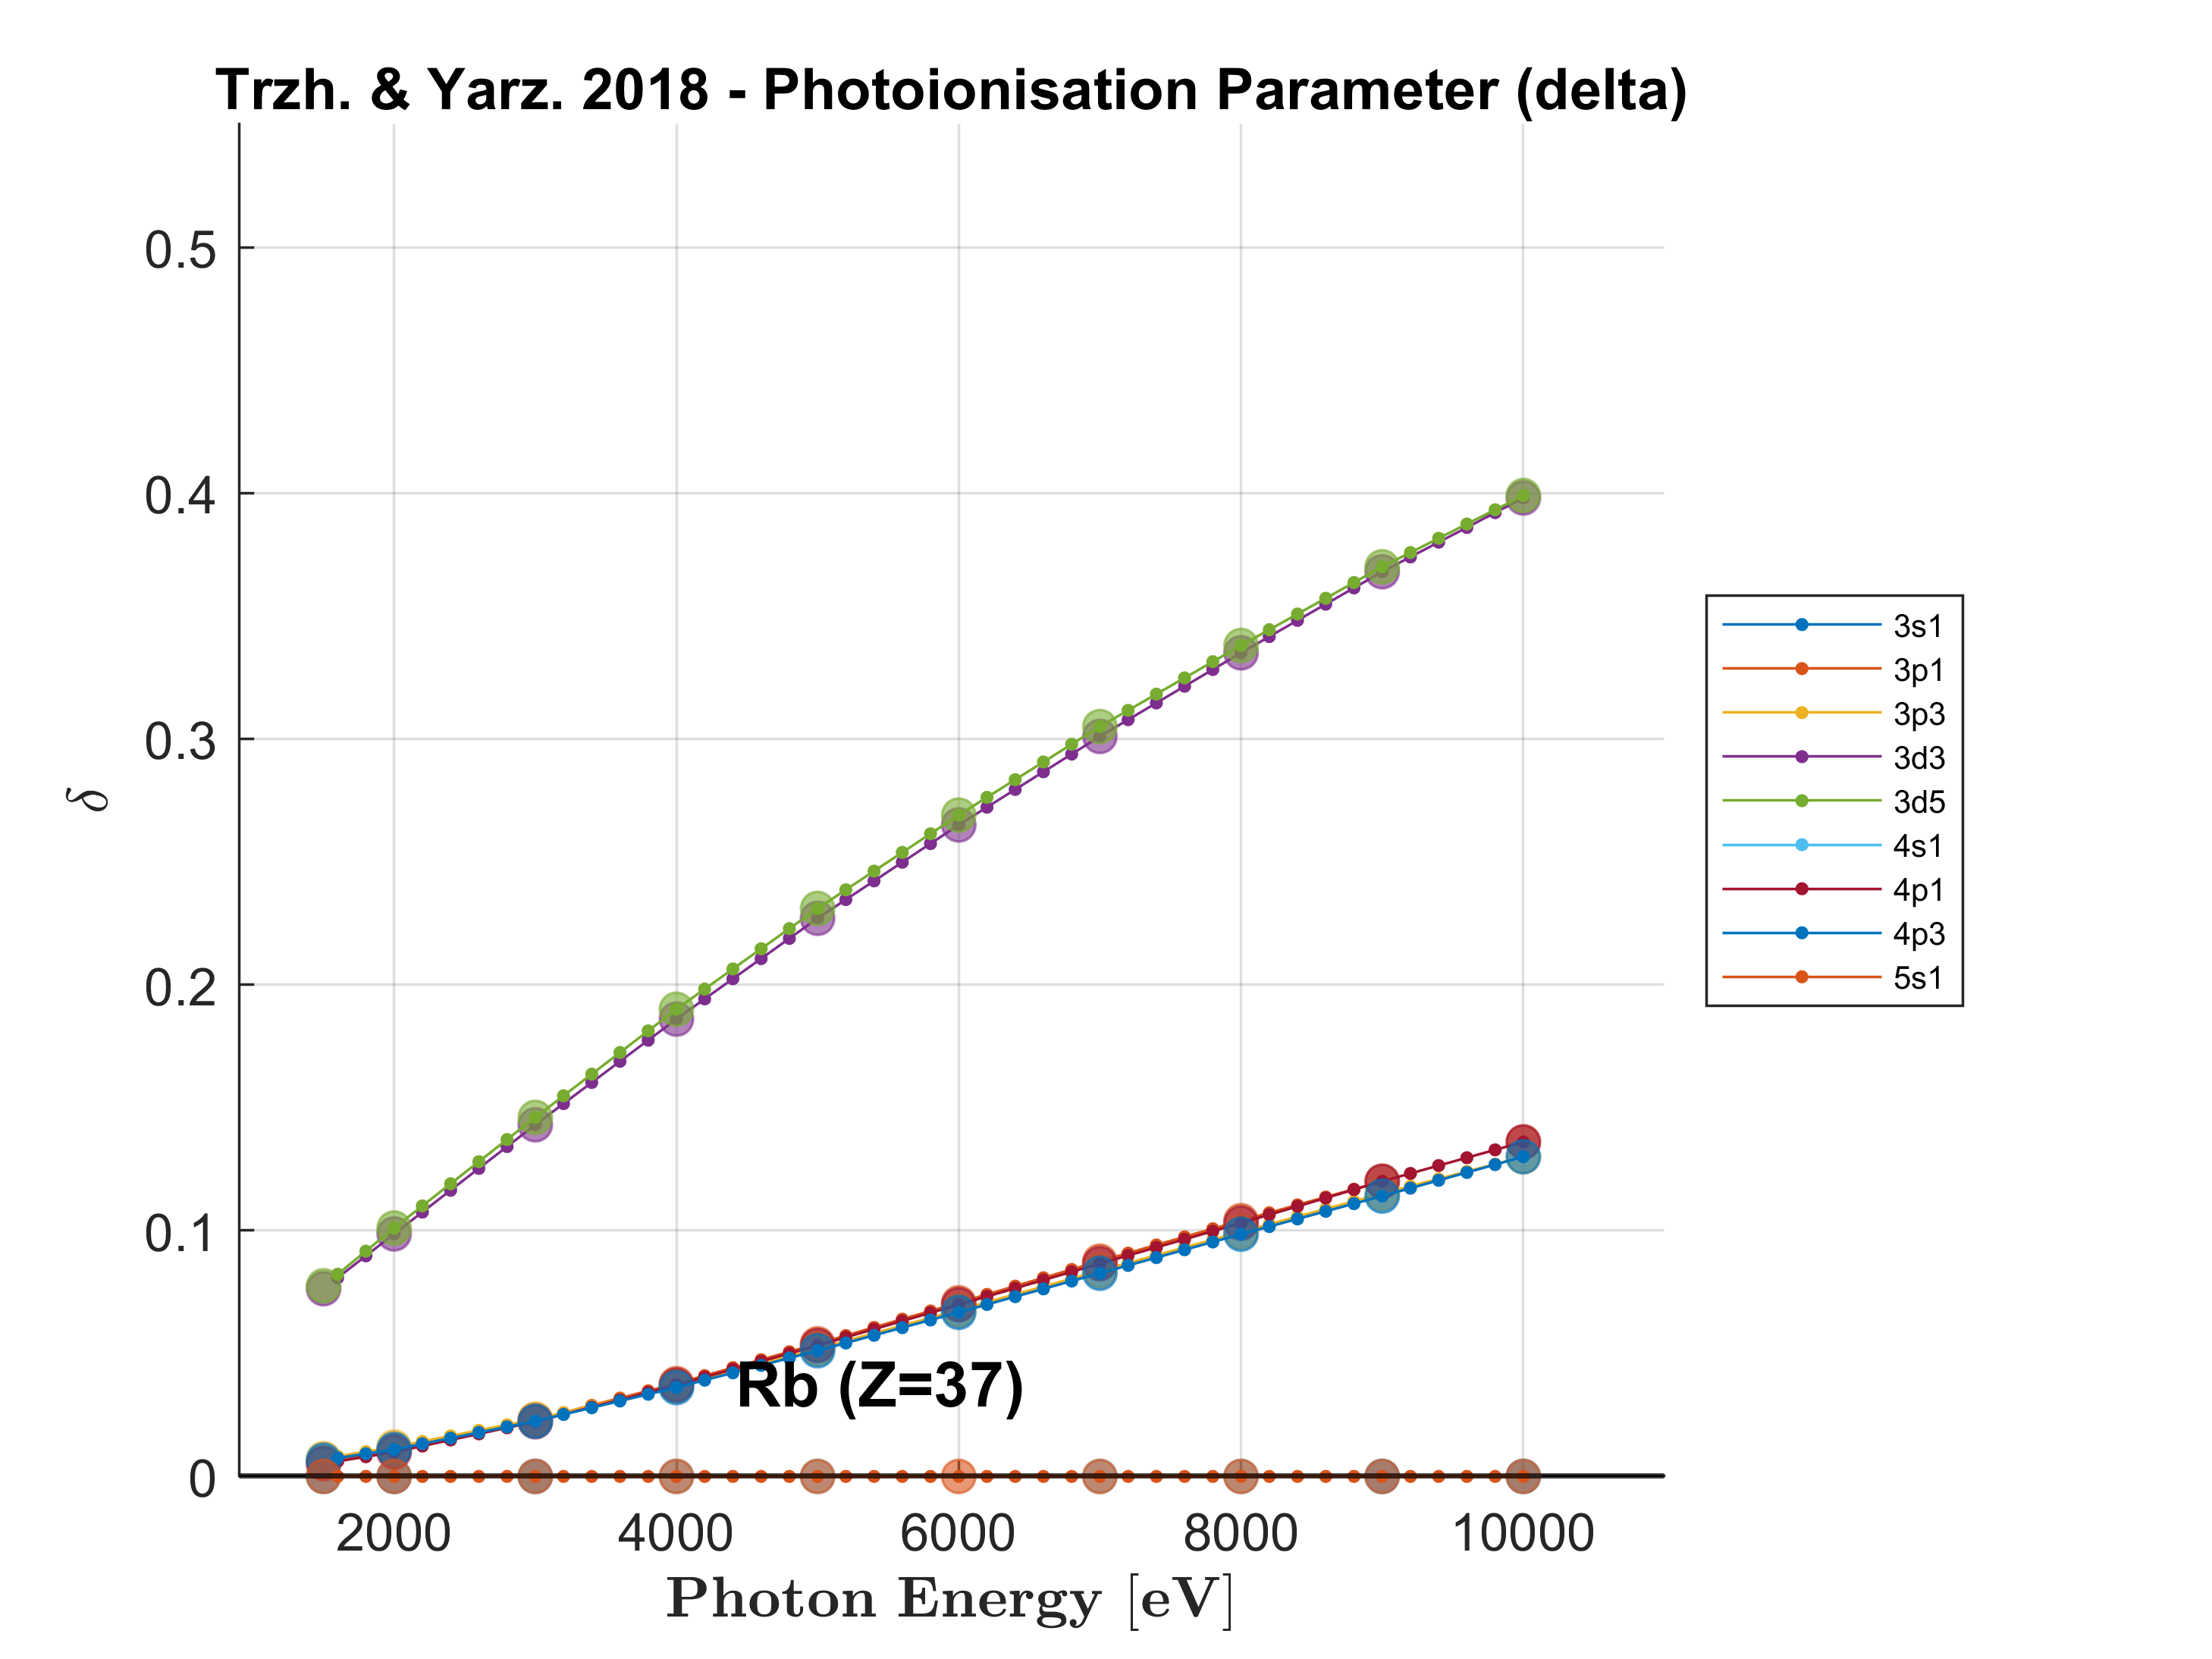 Trzh. & Yarz. 2018 - Photoionisation Parameter (delta)
0.5
0.4
0.3
0.2
0.1
0
δ
3s1
3p1
3p3
3d3
3d5
4s1
4p1
4p3
5s1
Rb (Z=37)
2000 4000 6000 8000 10000
Photon Energy [eV]